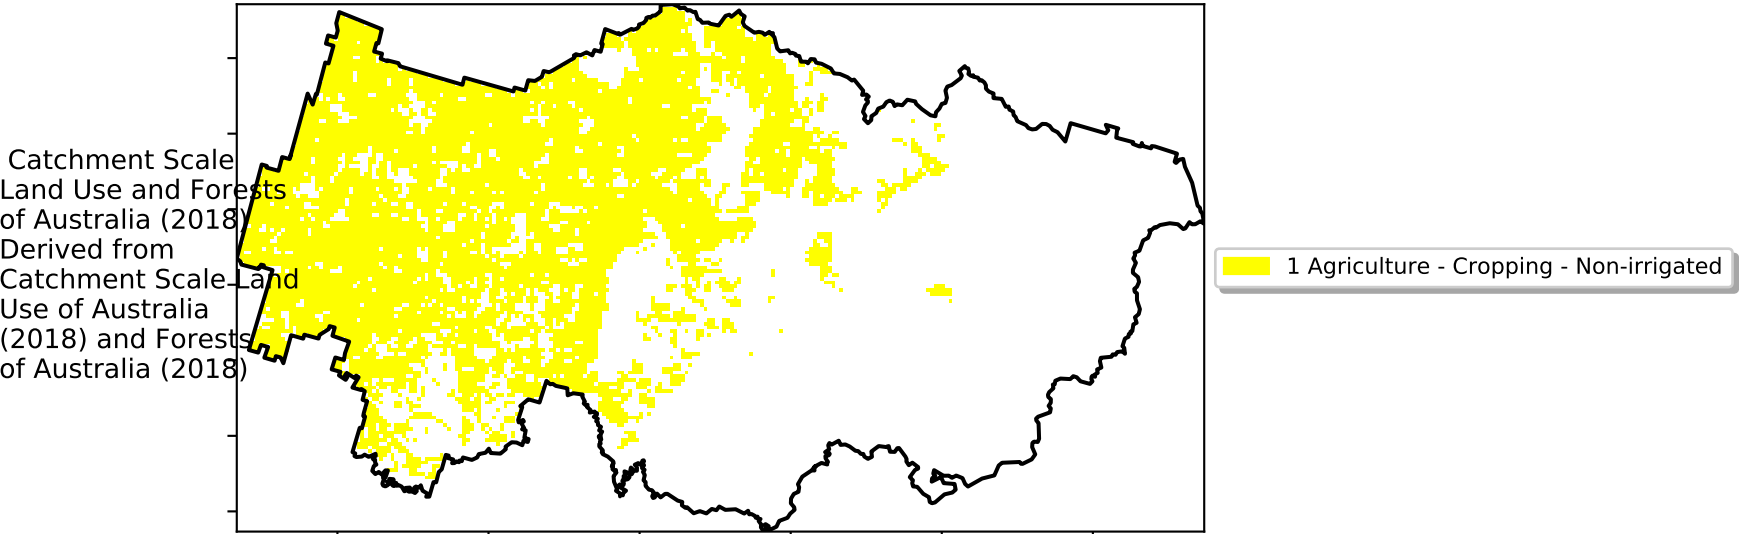 Catchment Scale
Land Use and Forests
of Australia (2018)
Derived from
Catchment Scale Land
Use of Australia
(2018) and Forests
of Australia (2018)
1 Agriculture - Cropping - Non-irrigated